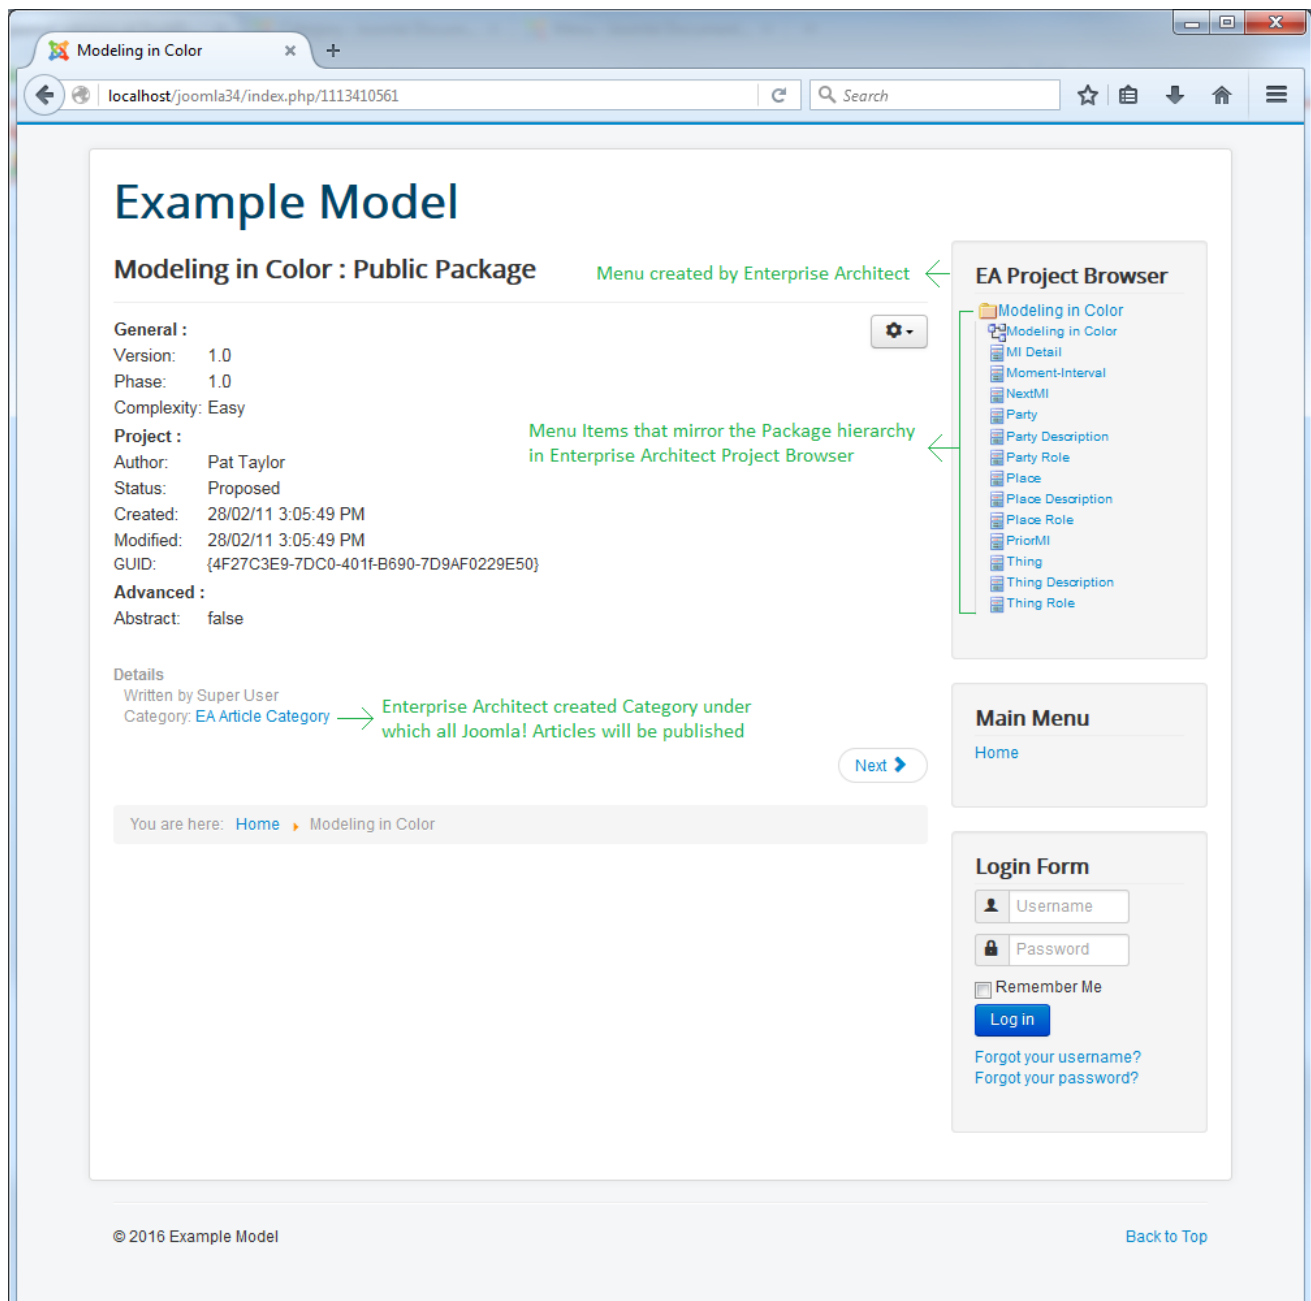 Modeling in Color
localhost/joomla34/index.php/1113410561
Search
Example Model
Modeling in Color : Public Package
Menu created by Enterprise Architect
General :
Version: 1.0
Phase: 1.0
Complexity: Easy
Project :
Author: Pat Taylor
Status: Proposed
Created: 28/02/11 3:05:49 PM
Modified: 28/02/11 3:05:49 PM
GUID: {4F27C3E9-7DC0-401f-B690-7D9AF0229E50}
Advanced :
Abstract: false
Menu Items that mirror the Package hierarchy
in Enterprise Architect Project Browser
Details
Written by Super User
Category: EA Article Category
Enterprise Architect created Category under
which all Joomla! Articles will be published
Next
You are here: Home Modeling in Color
EA Project Browser
Modeling in Color
Modeling in Color
MI Detail
Moment-Interval
NextMI
Party
Party Description
Party Role
Place
Place Description
Place Role
PriorMI
Thing
Thing Description
Thing Role
Main Menu
Home
Login Form
Username
Password
Remember Me
Log in
Forgot your username?
Forgot your password?
© 2016 Example Model
Back to Top